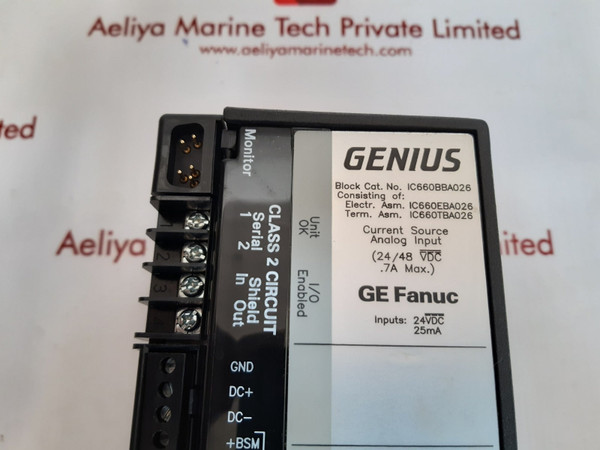 Aeliya Marine Tech Private Limited
www.aeliyamarinetech.com
ted
Aeliya
ited
Monitor
CLASS 2 CIRCUIT
Serial Shield
1 2 In Out
Unit OK
I/O Enabled
1
2
3
GENIUS
Block Cat. No. IC660BBA026
Consisting of:
Electr. Asm. IC660EBA026
Term. Asm. IC660TBA026
Current Source
Analog Input
(24/48 VDC
.7A Max.)
GE Fanuc
Inputs: 24VDC
25mA
GND
DC+
DC-
+BSM